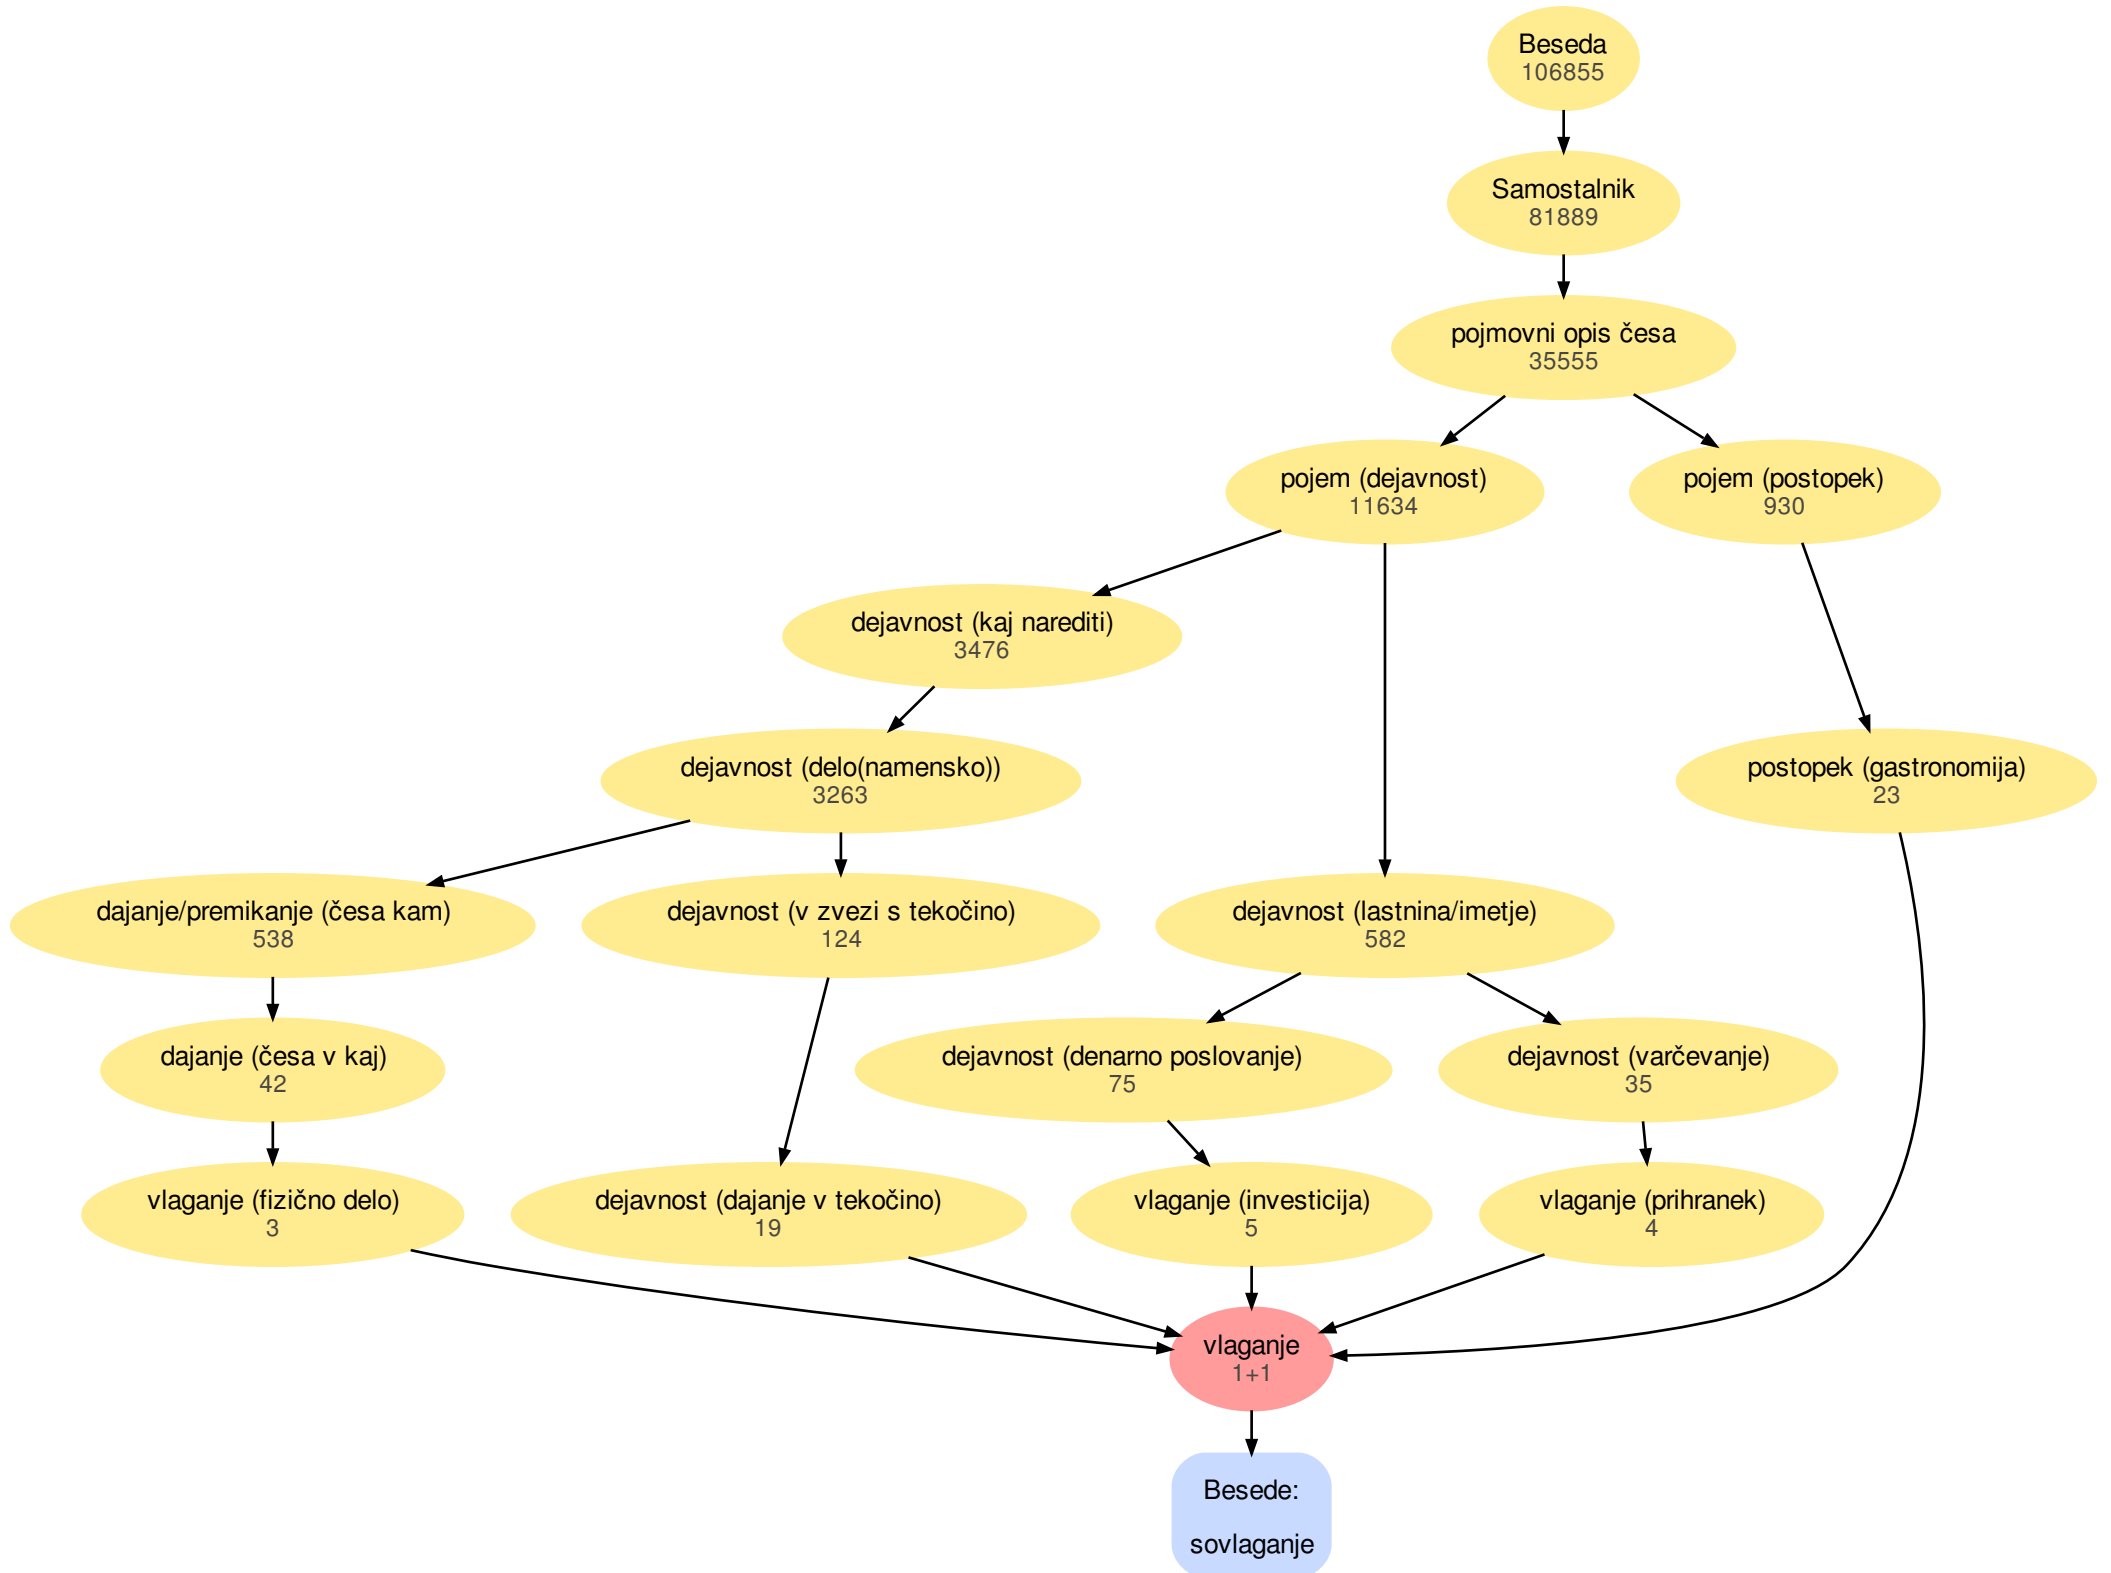 Beseda
106855
Samostalnik
81889
pojmovni opis česa
35555
pojem (dejavnost)
11634
pojem (postopek)
930
dejavnost (kaj narediti)
3476
dejavnost (delo(namensko))
3263
postopek (gastronomija)
23
dajanje/premikanje (česa kam)
538
dejavnost (v zvezi s tekočino)
124
dejavnost (lastnina/imetje)
582
dajanje (česa v kaj)
42
dejavnost (denarno poslovanje)
75
dejavnost (varčevanje)
35
vlaganje (fizično delo)
3
dejavnost (dajanje v tekočino)
19
vlaganje (investicija)
5
vlaganje (prihranek)
4
vlaganje
1+1
Besede:
sovlaganje